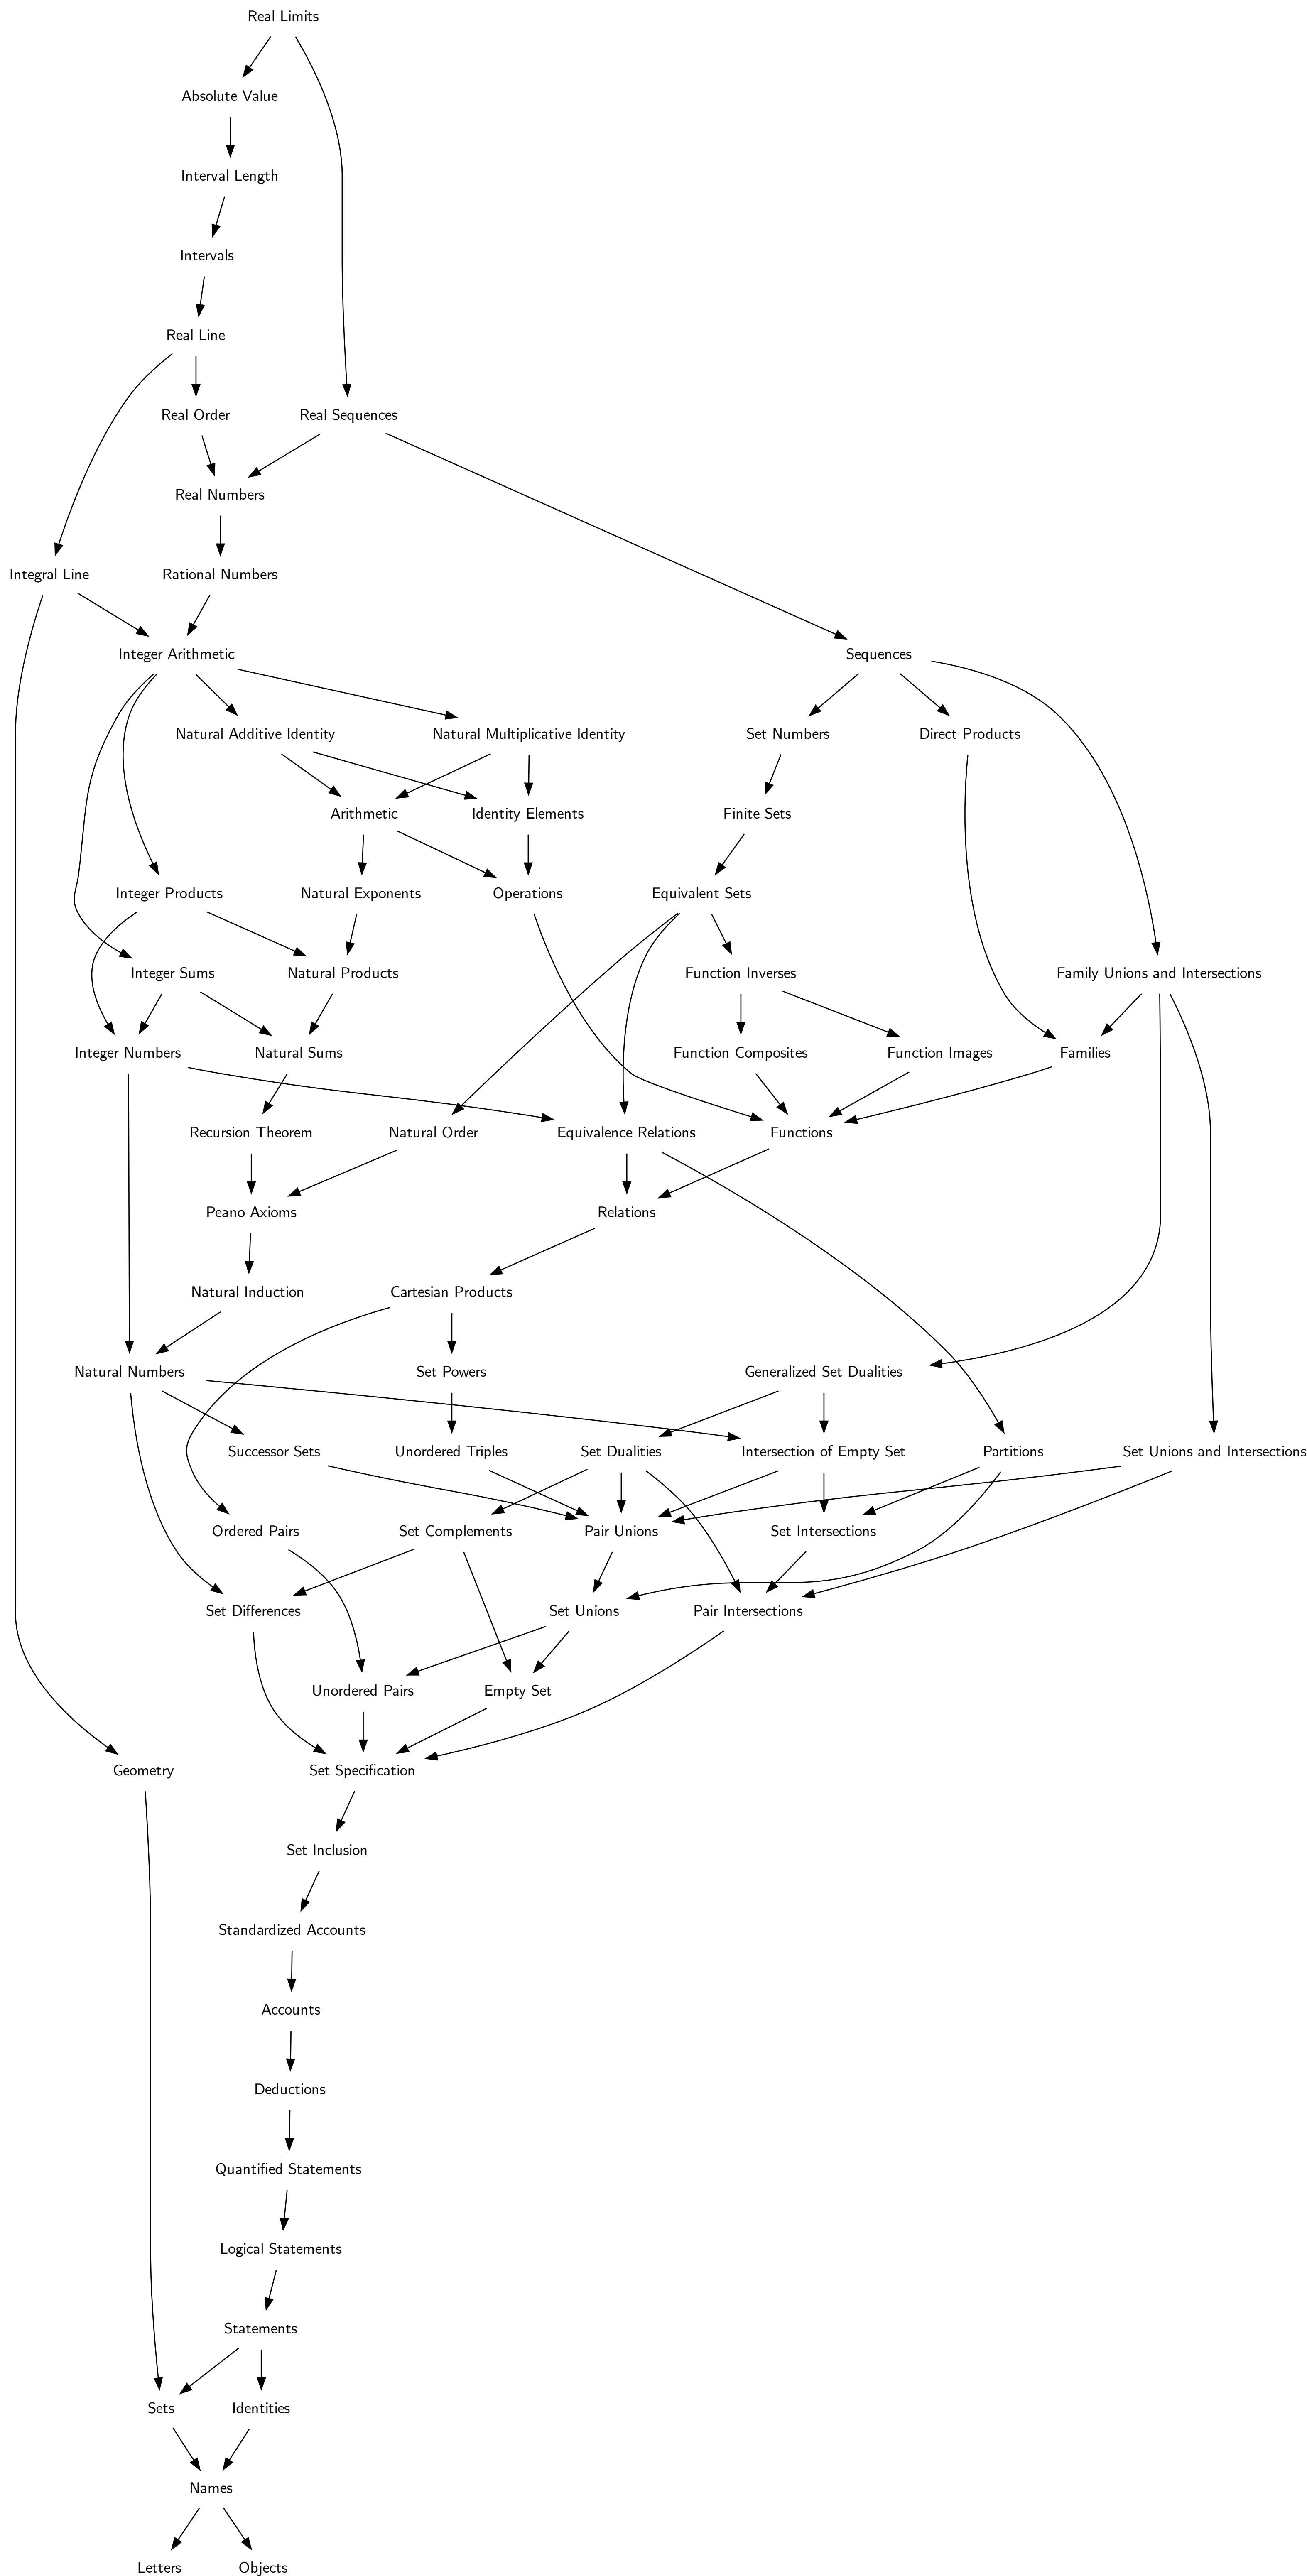 Real Limits
Absolute Value
Interval Length
Intervals
Real Line
Real Order
Real Sequences
Real Numbers
Integral Line
Rational Numbers
Integer Arithmetic
Sequences
Natural Additive Identity
Natural Multiplicative Identity
Set Numbers
Direct Products
Arithmetic
Identity Elements
Finite Sets
Integer Products
Natural Exponents
Operations
Equivalent Sets
Integer Sums
Natural Products
Function Inverses
Family Unions and Intersections
Integer Numbers
Natural Sums
Function Composites
Function Images
Families
Recursion Theorem
Natural Order
Equivalence Relations
Functions
Peano Axioms
Relations
Natural Induction
Cartesian Products
Natural Numbers
Set Powers
Generalized Set Dualities
Successor Sets
Unordered Triples
Set Dualities
Intersection of Empty Set
Partitions
Set Unions and Intersections
Ordered Pairs
Set Complements
Pair Unions
Set Intersections
Set Differences
Set Unions
Pair Intersections
Unordered Pairs
Empty Set
Geometry
Set Specification
Set Inclusion
Standardized Accounts
Accounts
Deductions
Quantified Statements
Logical Statements
Statements
Sets
Identities
Names
Letters
Objects